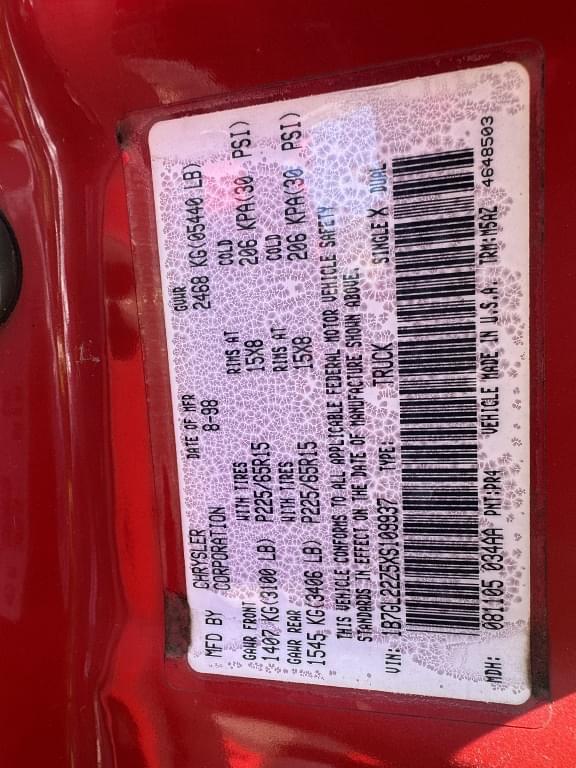 MFD BY CHRYSLER CORPORATION DATE OF MFR 8-98 GVWR 2468 KG(05440 LB)
GAWR FRONT WITH TIRES RIMS AT COLD
1407 KG(3100 LB) P225/65R15 15X8 206 KPA(30 PSI)
GAWR REAR WITH TIRES RIMS AT COLD
1545 KG(3406 LB) P225/65R15 15X8 206 KPA(30 PSI)
THIS VEHICLE CONFORMS TO ALL APPLICABLE FEDERAL MOTOR VEHICLE SAFETY
STANDARDS IN EFFECT ON THE DATE OF MANUFACTURE SHOWN ABOVE.
VIN: 1B7GL22Z5XS109937 TYPE: TRUCK SINGLE X DUAL
MDH: 081105 034AA PNT:PR4 VEHICLE MADE IN U.S.A. TRM:M5AZ 4648503